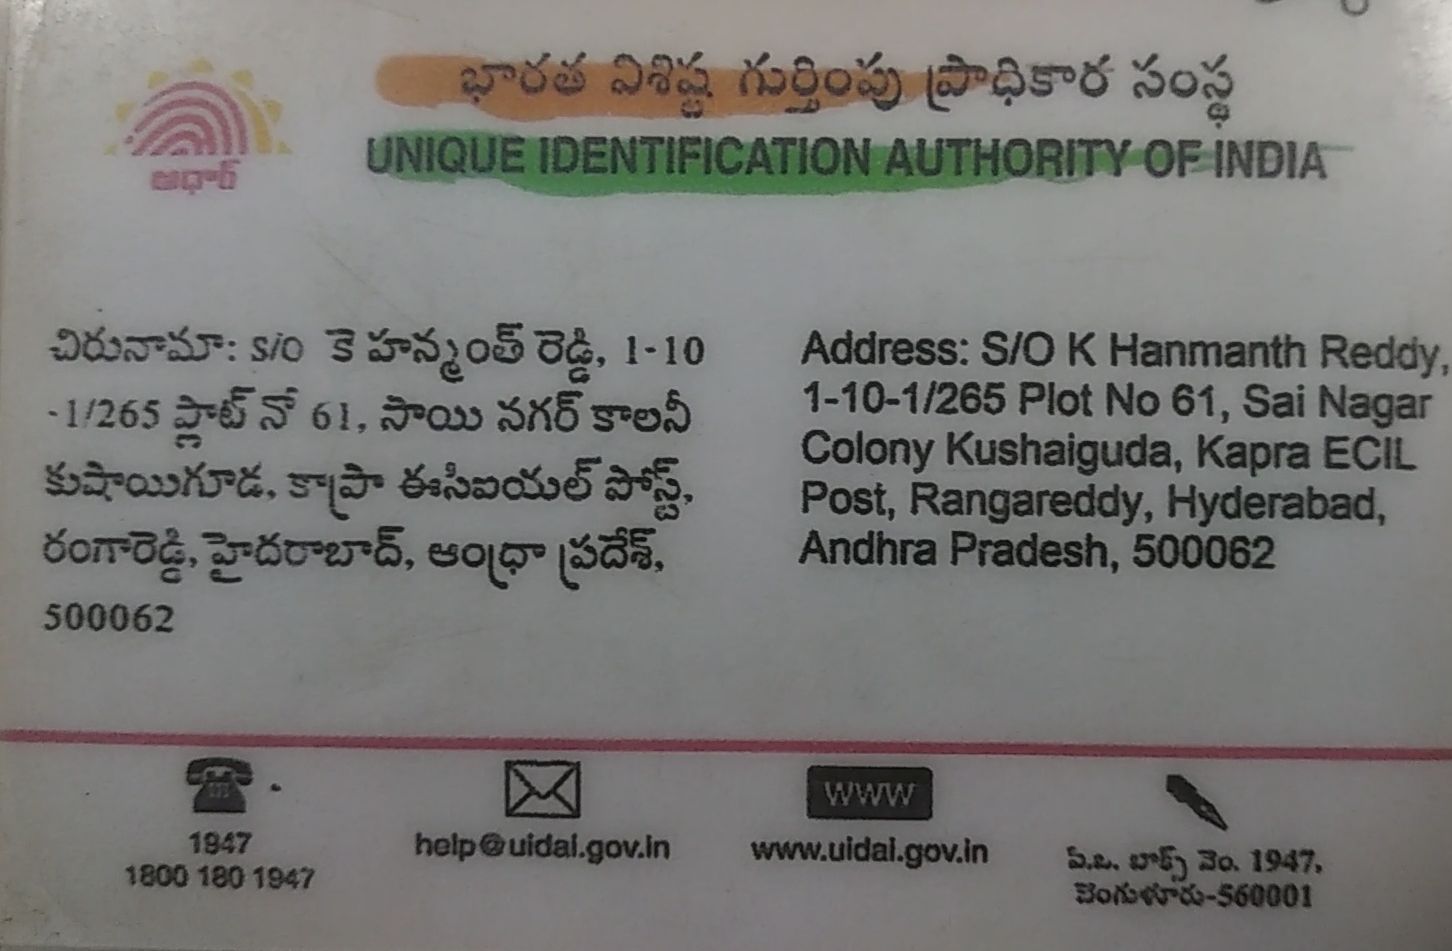 భారత విశిష్ట గుర్తింపు ప్రాధికార సంస్థ
UNIQUE IDENTIFICATION AUTHORITY OF INDIA
ఆధార్
చిరునామా: S/O కె హన్మంత్ రెడ్డి, 1-10
-1/265 ప్లాట్ నో 61, సాయి నగర్ కాలనీ
కుషాయిగూడ, కాప్రా ఈసిఐయల్ పోస్ట్,
రంగారెడ్డి, హైదరాబాద్, ఆంధ్రా ప్రదేశ్,
500062
Address: S/O K Hanmanth Reddy,
1-10-1/265 Plot No 61, Sai Nagar
Colony Kushaiguda, Kapra ECIL
Post, Rangareddy, Hyderabad,
Andhra Pradesh, 500062
1947
1800 180 1947
help@uidai.gov.in
WWW
www.uidai.gov.in
పి.ఒ. బాక్స్ నెం. 1947,
బెంగుళూరు-560001